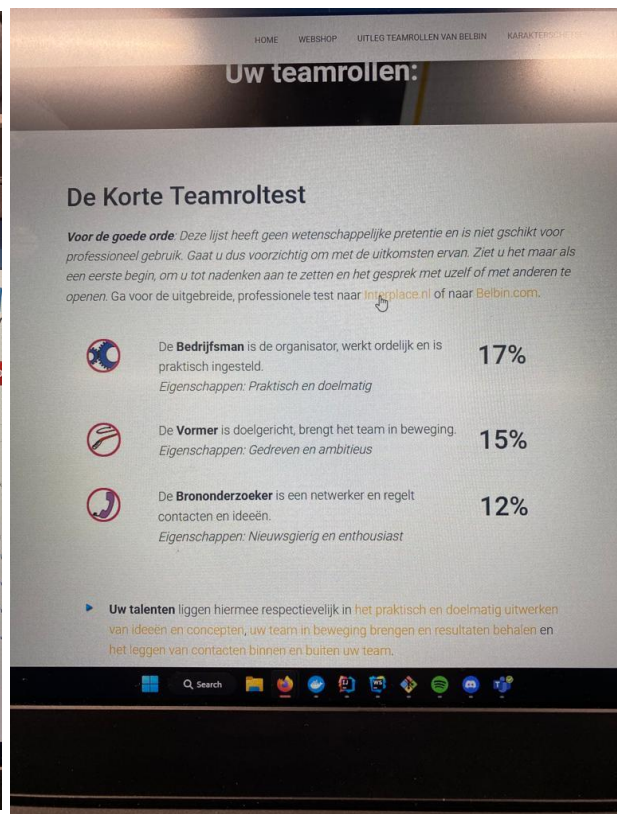 HOME WEBSHOP UITLEG TEAMROLLEN VAN BELBIN
Uw teamrollen:
De Korte Teamroltest
Voor de goede orde: Deze lijst heeft geen wetenschappelijke pretentie en is niet gschikt voor
professioneel gebruik. Gaat u dus voorzichtig om met de uitkomsten ervan. Ziet u het maar als
een eerste begin, om u tot nadenken aan te zetten en het gesprek met uzelf of met anderen te
openen. Ga voor de uitgebreide, professionele test naar Interplace.nl of naar Belbin.com.
De Bedrijfsman is de organisator, werkt ordelijk en is
praktisch ingesteld.
Eigenschappen: Praktisch en doelmatig
17%
De Vormer is doelgericht, brengt het team in beweging.
Eigenschappen: Gedreven en ambitieus
15%
De Brononderzoeker is een netwerker en regelt
contacten en ideeën.
Eigenschappen: Nieuwsgierig en enthousiast
12%
Uw talenten liggen hiermee respectievelijk in het praktisch en doelmatig uitwerken
van ideeën en concepten, uw team in beweging brengen en resultaten behalen en
het leggen van contacten binnen en buiten uw team.
Search